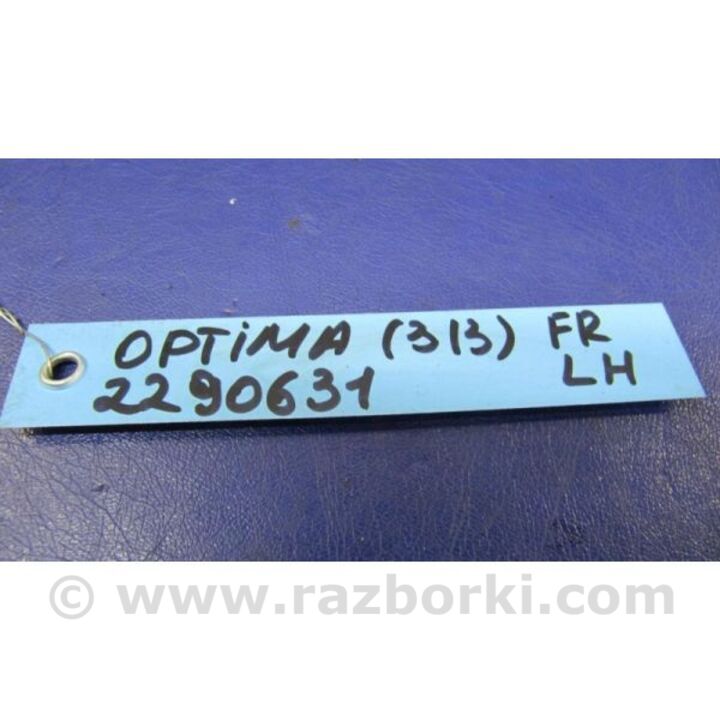 OPTiMA (313) FR
2290631 LH
© www.razborki.com